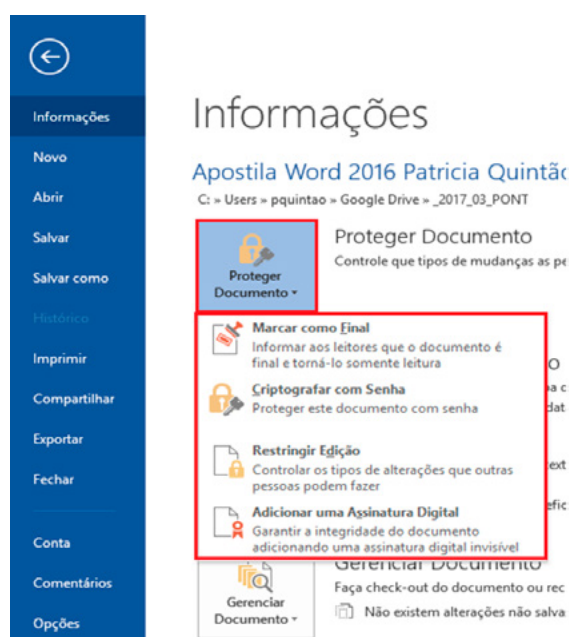 Informações
Novo
Abrir
Salvar
Salvar como
Histórico
Imprimir
Compartilhar
Exportar
Fechar
Conta
Comentários
Opções
Informações
Apostila Word 2016 Patricia Quintão
C: » Users » pquintao » Google Drive » _2017_03_PONT
Proteger
Documento
Proteger Documento
Controle que tipos de mudanças as pe
Marcar como Final
Informar aos leitores que o documento é
final e torná-lo somente leitura
Criptografar com Senha
Proteger este documento com senha
Restringir Edição
Controlar os tipos de alterações que outras
pessoas podem fazer
Adicionar uma Assinatura Digital
Garantir a integridade do documento
adicionando uma assinatura digital invisível
Gerenciar
Documento
Gerenciar Documento
Faça check-out do documento ou rec
Não existem alterações não salva